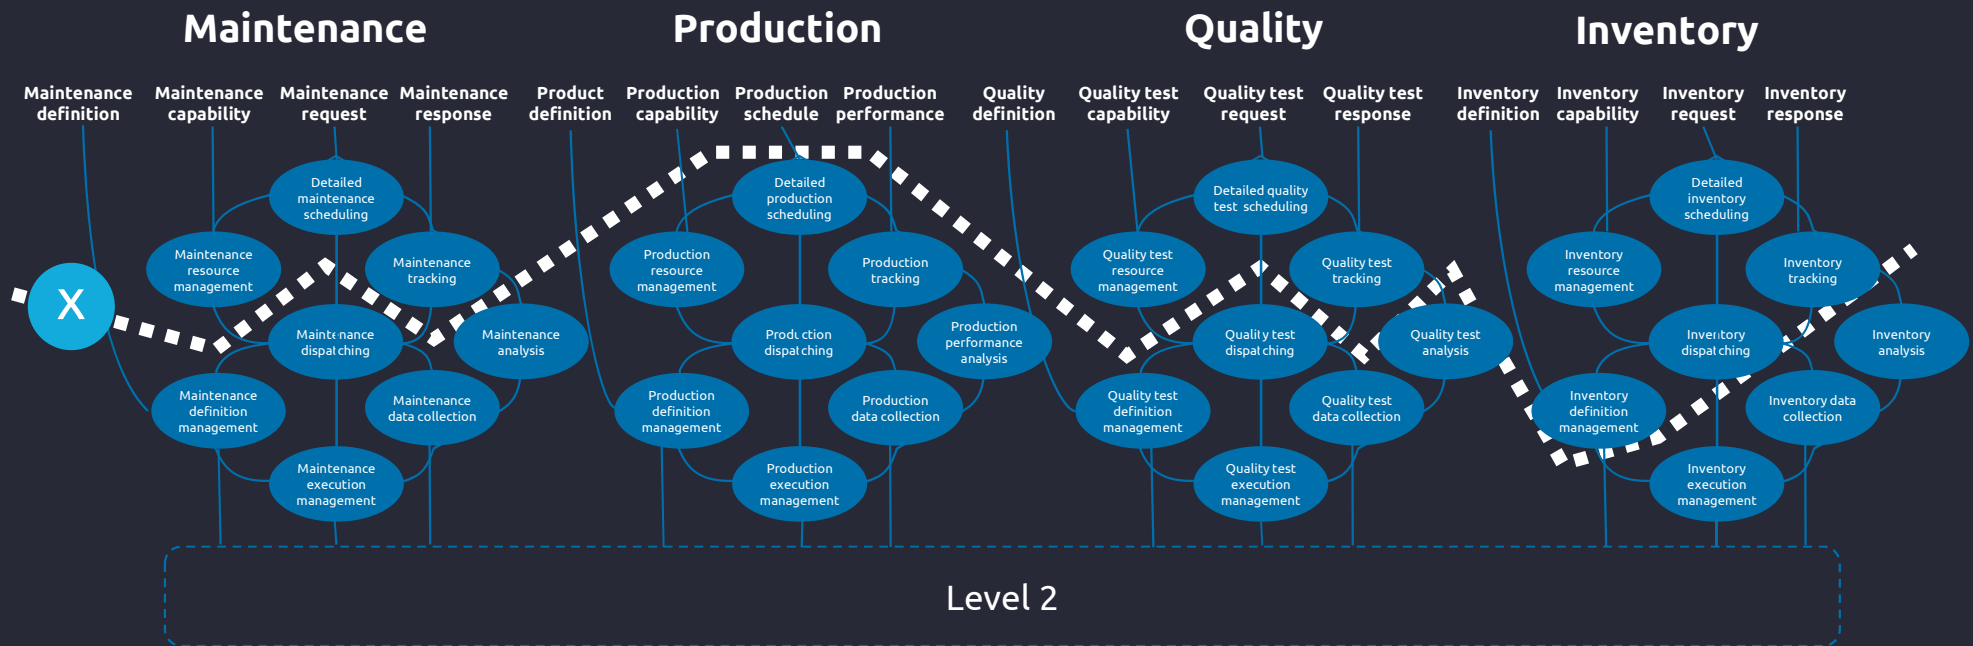 Maintenance
Production
Quality
Inventory
Maintenance
definition
Maintenance
capability
Maintenance
request
Maintenance
response
Product
definition
Production
capability
Production
schedule
Production
performance
Quality
definition
Quality test
capability
Quality test
request
Quality test
response
Inventory
definition
Inventory
capability
Inventory
request
Inventory
response
X
Detailed
maintenance
scheduling
Maintenance
resource
management
Maintenance
tracking
Maintenance
dispatching
Maintenance
analysis
Maintenance
definition
management
Maintenance
data collection
Maintenance
execution
management
Detailed
production
scheduling
Production
resource
management
Production
tracking
Production
dispatching
Production
performance
analysis
Production
definition
management
Production
data collection
Production
execution
management
Detailed quality
test scheduling
Quality test
resource
management
Quality test
tracking
Quality test
dispatching
Quality test
analysis
Quality test
definition
management
Quality test
data collection
Quality test
execution
management
Detailed
inventory
scheduling
Inventory
resource
management
Inventory
tracking
Inventory
dispatching
Inventory
analysis
Inventory
definition
management
Inventory data
collection
Inventory
execution
management
Level 2